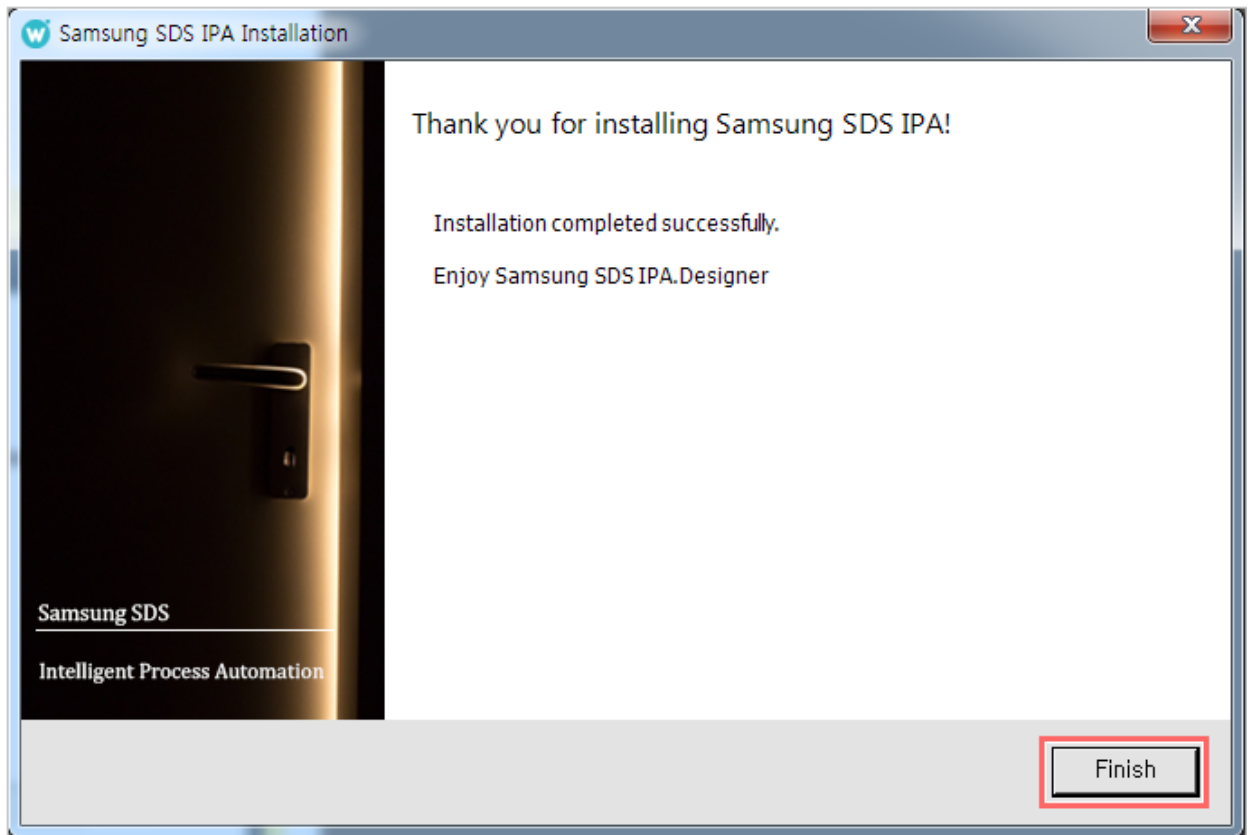 Samsung SDS IPA Installation
Thank you for installing Samsung SDS IPA!
Installation completed successfully.
Enjoy Samsung SDS IPA.Designer
Samsung SDS
Intelligent Process Automation
Finish